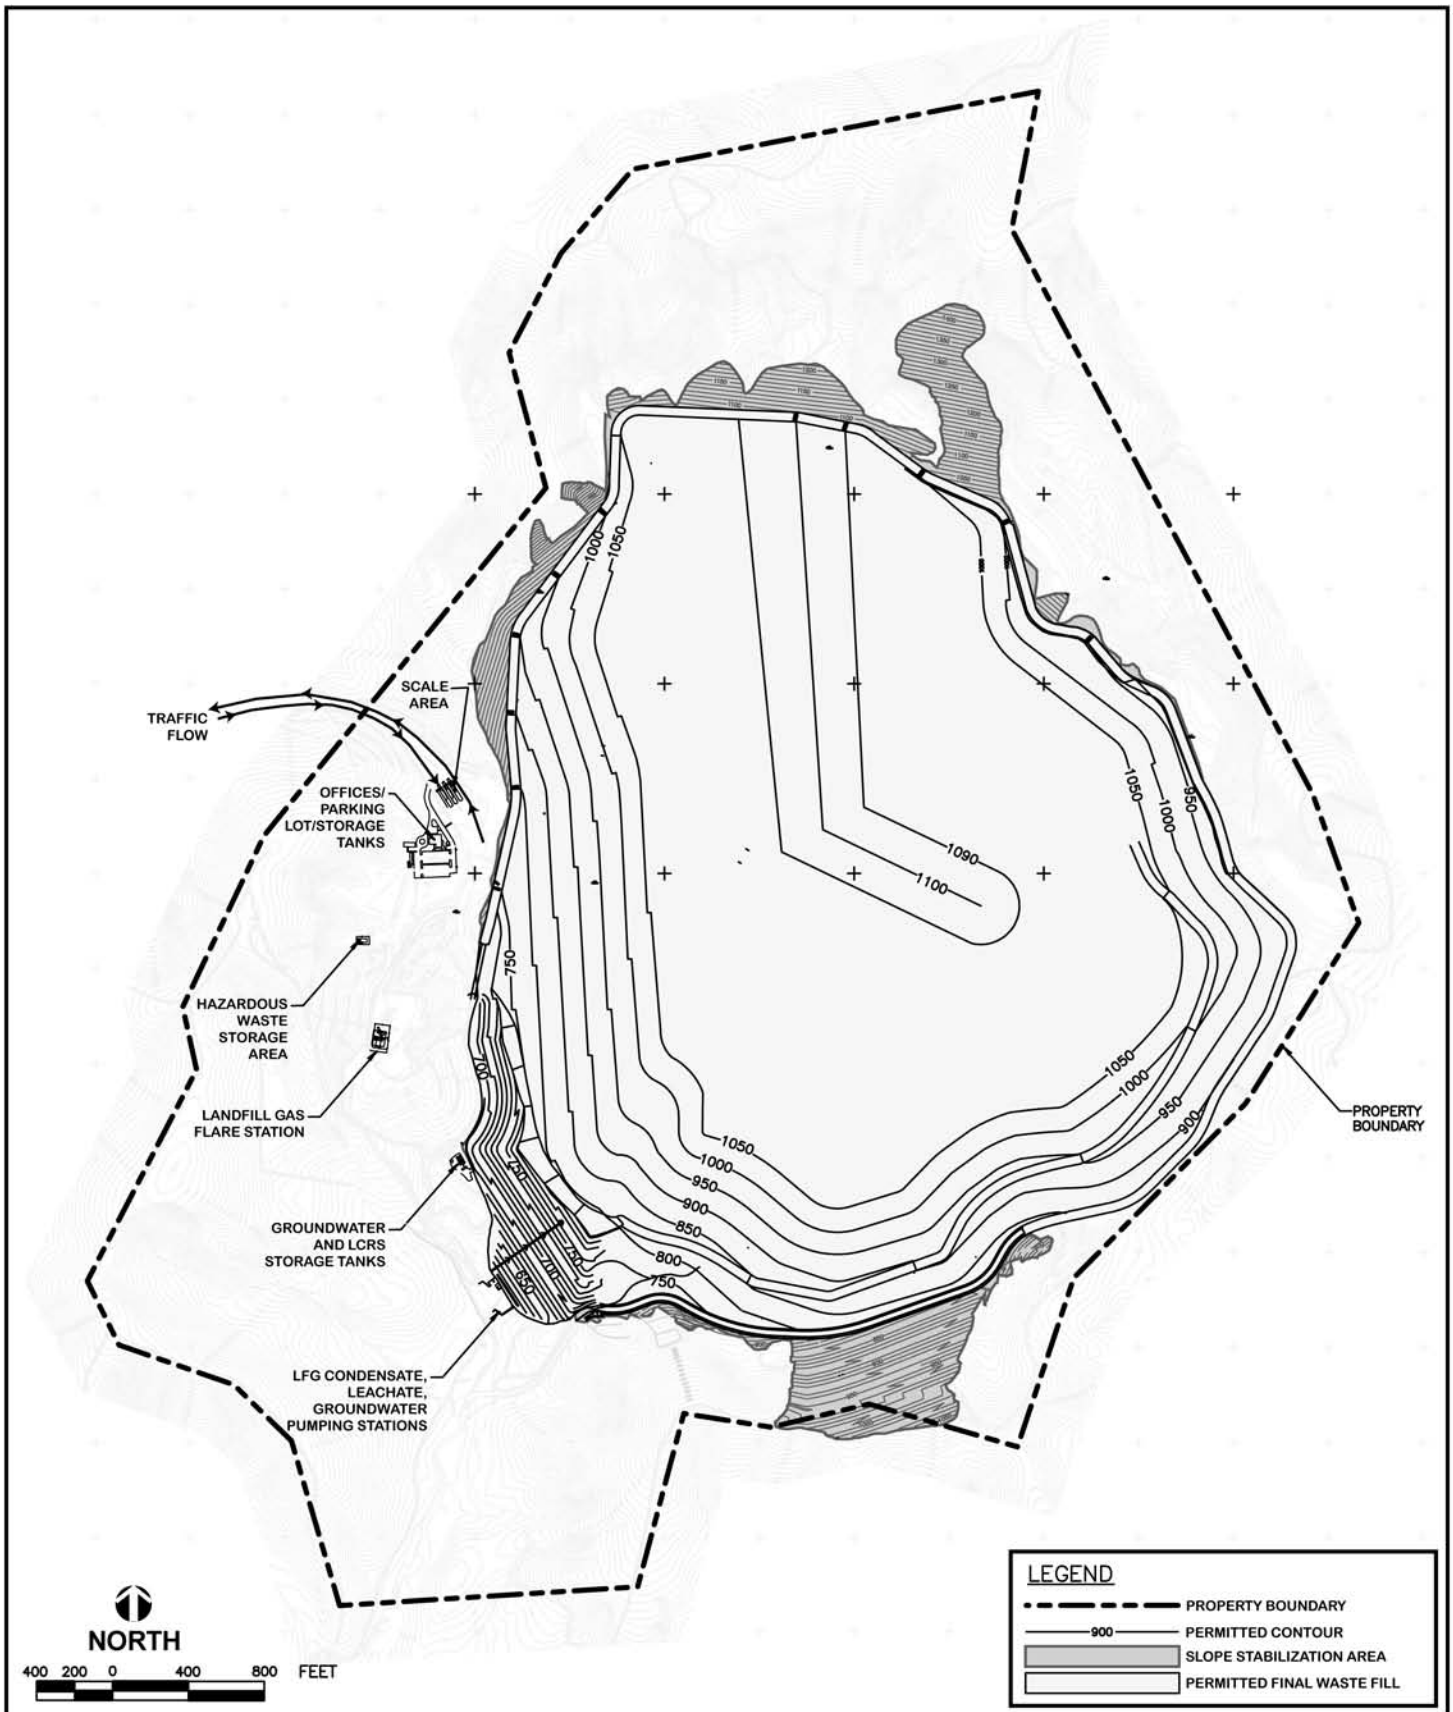 1050
1000
SCALE
AREA
TRAFFIC
FLOW
OFFICES/
PARKING
LOT/STORAGE
TANKS
1050
1000
950
1090
1100
750
HAZARDOUS
WASTE
STORAGE
AREA
700
LANDFILL GAS
FLARE STATION
1050
1000
950
900
PROPERTY
BOUNDARY
750
1050
1000
950
900
850
800
750
GROUNDWATER
AND LCRS
STORAGE TANKS
750
700
650
LFG CONDENSATE,
LEACHATE,
GROUNDWATER
PUMPING STATIONS
LEGEND
PROPERTY BOUNDARY
900 PERMITTED CONTOUR
SLOPE STABILIZATION AREA
PERMITTED FINAL WASTE FILL
NORTH
400 200 0 400 800 FEET